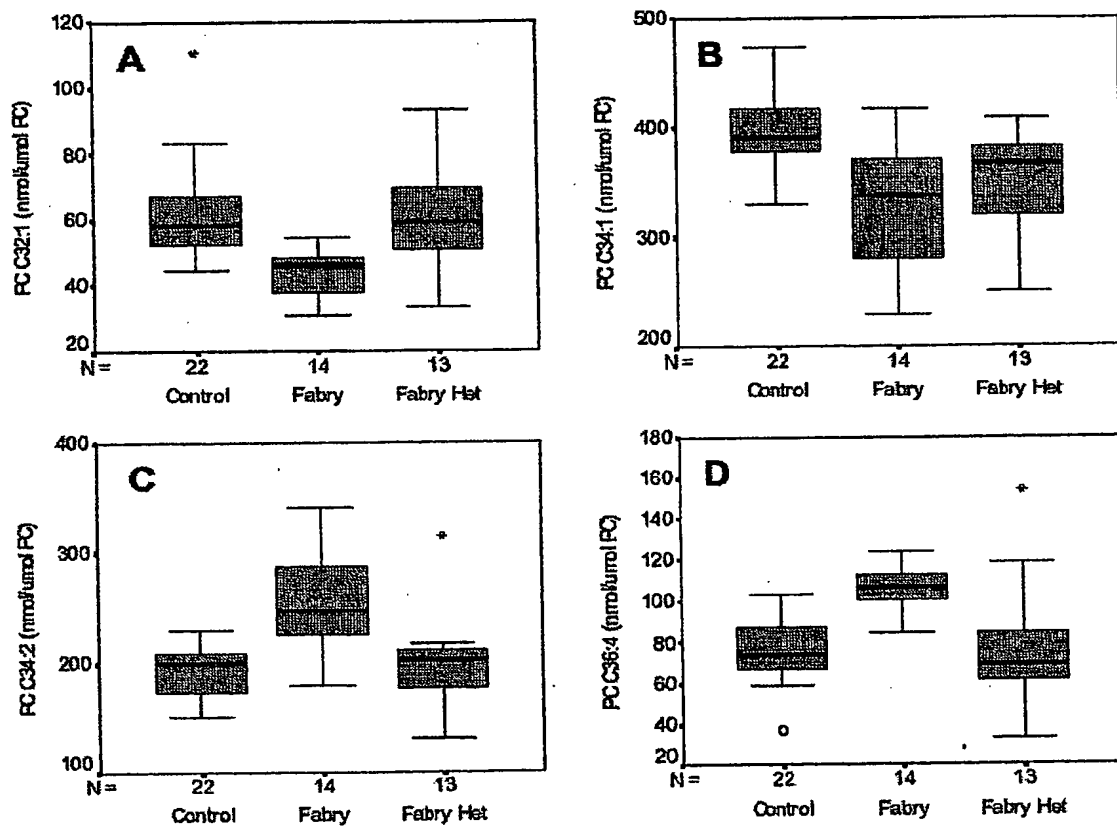 A
PC C32:1 (nmol/umol PC)
120
100
80
60
40
20
N = 22 14 13
Control Fabry Fabry Het
B
PC C34:1 (nmol/umol PC)
500
400
300
200
N = 22 14 13
Control Fabry Fabry Het
C
PC C34:2 (nmol/umol PC)
400
300
200
100
N = 22 14 13
Control Fabry Fabry Het
D
PC C36:4 (nmol/umol PC)
180
160
140
120
100
80
60
40
20
N = 22 14 13
Control Fabry Fabry Het